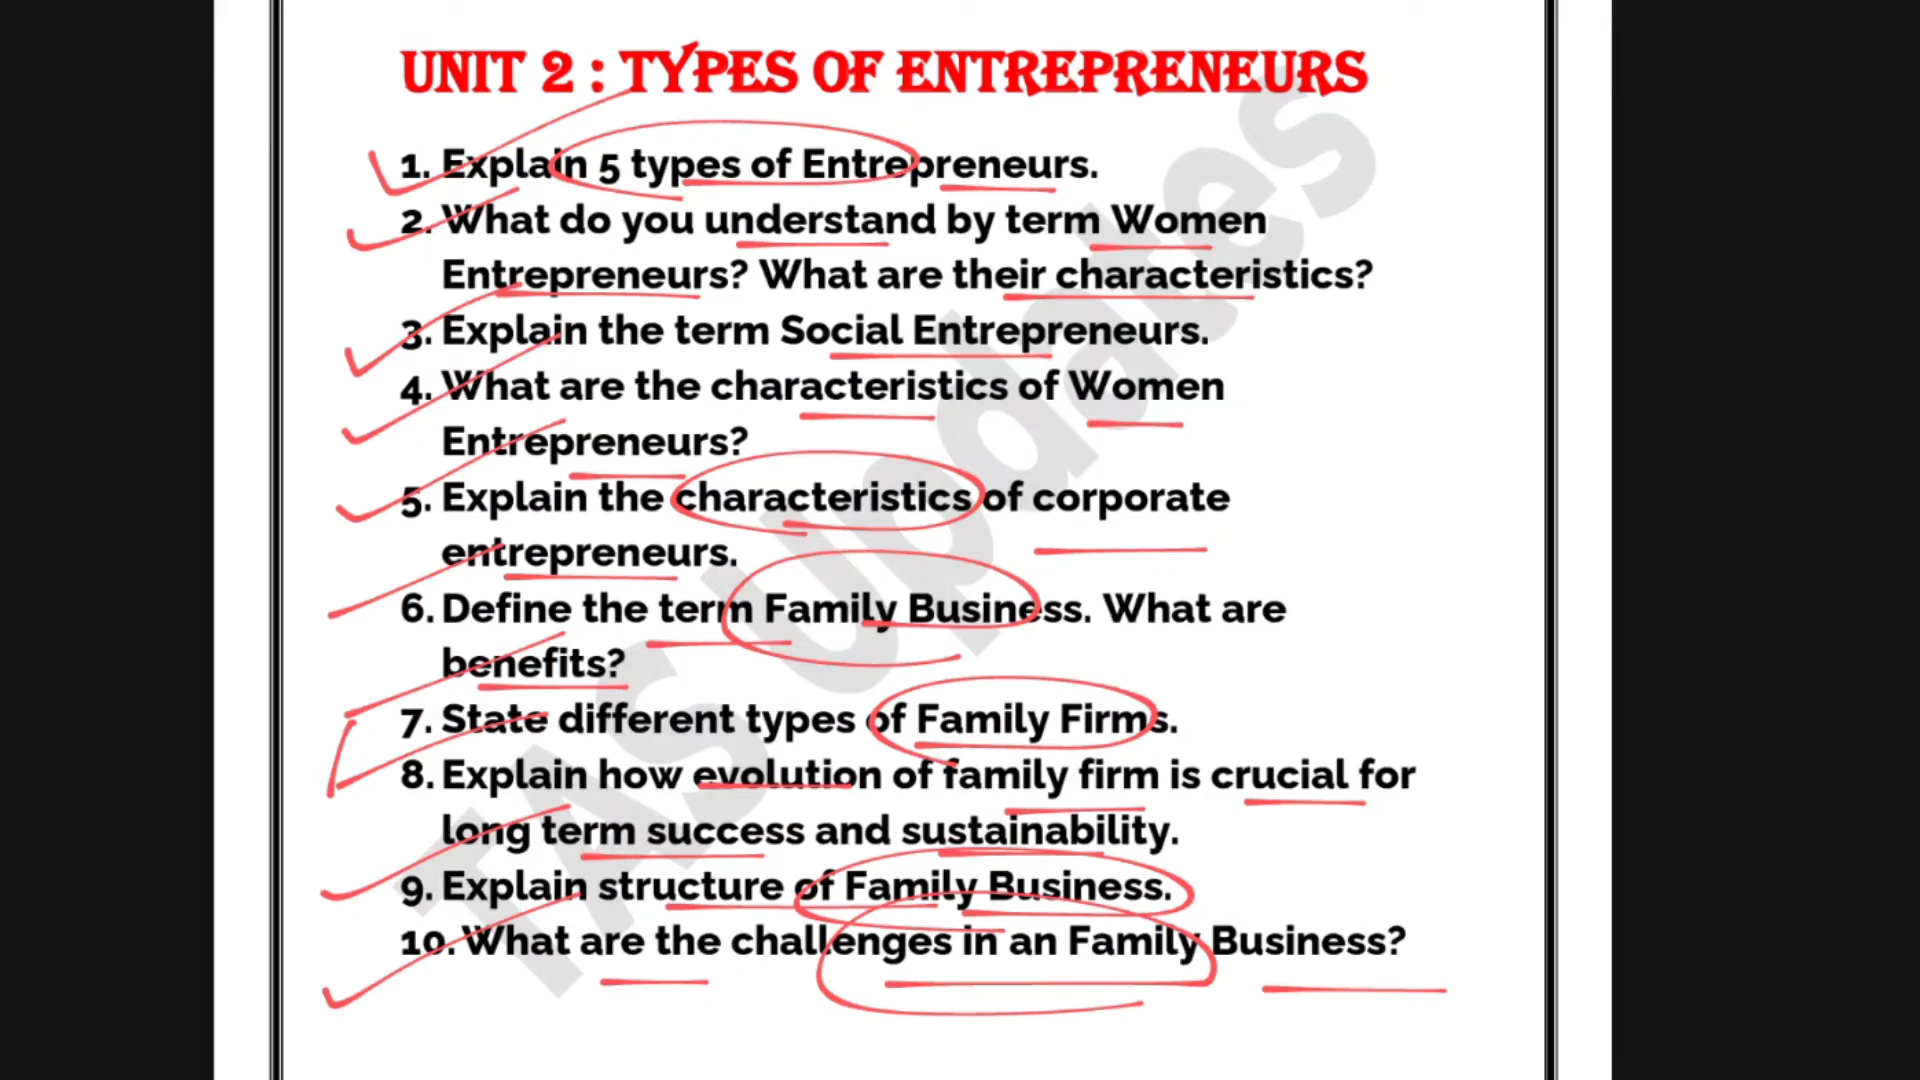 UNIT 2 : TYPES OF ENTREPRENEURS
1. Explain 5 types of Entrepreneurs.
2. What do you understand by term Women
Entrepreneurs? What are their characteristics?
3. Explain the term Social Entrepreneurs.
4. What are the characteristics of Women
Entrepreneurs?
5. Explain the characteristics of corporate
entrepreneurs.
6. Define the term Family Business. What are
benefits?
7. State different types of Family Firms.
8. Explain how evolution of family firm is crucial for
long term success and sustainability.
9. Explain structure of Family Business.
10. What are the challenges in an Family Business?
TAS Updates